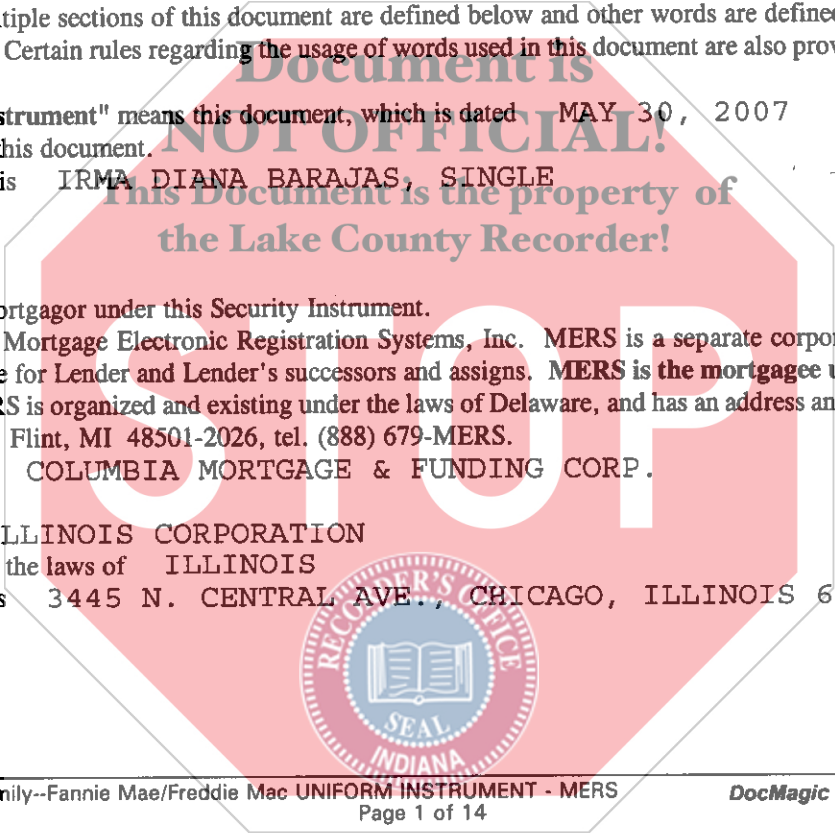 tiple sections of this document are defined below and other words are defined
Certain rules regarding the usage of words used in this document are also prov
Document is
strument" means this document, which is dated MAY 30, 2007
NOT OFFICIAL!
his document.
is IRMA DIANA BARAJAS, SINGLE
This Document is the property of
the Lake County Recorder!
ortgagor under this Security Instrument.
Mortgage Electronic Registration Systems, Inc. MERS is a separate corpor
e for Lender and Lender's successors and assigns. MERS is the mortgagee u
RS is organized and existing under the laws of Delaware, and has an address an
Flint, MI 48501-2026, tel. (888) 679-MERS.
STOP
COLUMBIA MORTGAGE & FUNDING CORP.
LLINOIS CORPORATION
the laws of ILLINOIS
s 3445 N. CENTRAL AVE., CHICAGO, ILLINOIS 6
RECORDER'S OFFICE
SEAL
INDIANA
nily--Fannie Mae/Freddie Mac UNIFORM INSTRUMENT - MERS DocMagic
Page 1 of 14